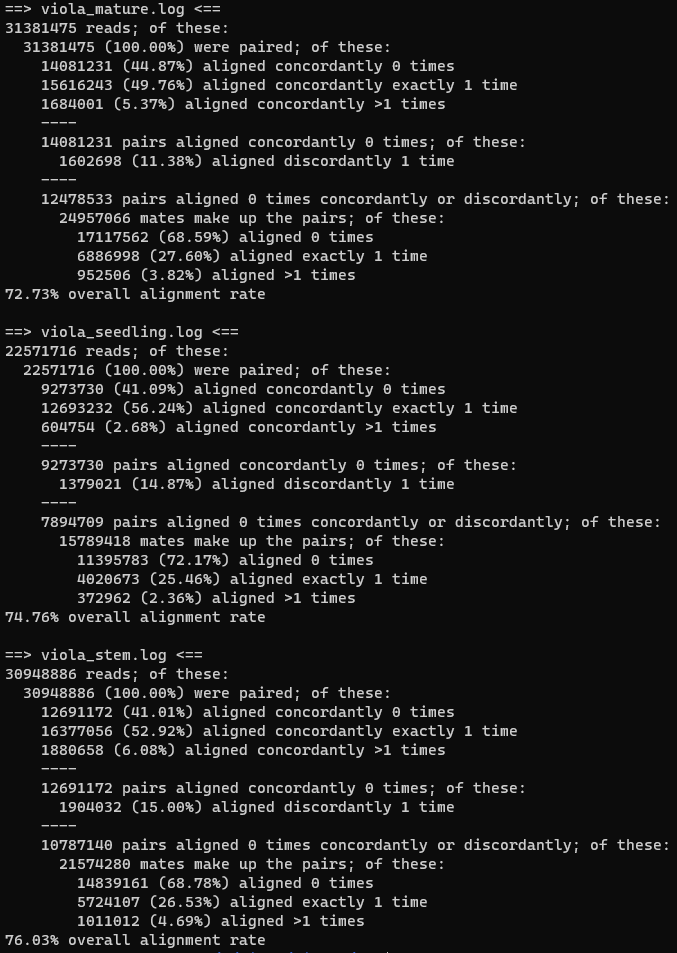 ==> viola_mature.log <==
31381475 reads; of these:
  31381475 (100.00%) were paired; of these:
    14081231 (44.87%) aligned concordantly 0 times
    15616243 (49.76%) aligned concordantly exactly 1 time
    1684001 (5.37%) aligned concordantly >1 times
    ----
    14081231 pairs aligned concordantly 0 times; of these:
      1602698 (11.38%) aligned discordantly 1 time
    ----
    12478533 pairs aligned 0 times concordantly or discordantly; of these:
      24957066 mates make up the pairs; of these:
        17117562 (68.59%) aligned 0 times
        6886998 (27.60%) aligned exactly 1 time
        952506 (3.82%) aligned >1 times
72.73% overall alignment rate

==> viola_seedling.log <==
22571716 reads; of these:
  22571716 (100.00%) were paired; of these:
    9273730 (41.09%) aligned concordantly 0 times
    12693232 (56.24%) aligned concordantly exactly 1 time
    604754 (2.68%) aligned concordantly >1 times
    ----
    9273730 pairs aligned concordantly 0 times; of these:
      1379021 (14.87%) aligned discordantly 1 time
    ----
    7894709 pairs aligned 0 times concordantly or discordantly; of these:
      15789418 mates make up the pairs; of these:
        11395783 (72.17%) aligned 0 times
        4020673 (25.46%) aligned exactly 1 time
        372962 (2.36%) aligned >1 times
74.76% overall alignment rate

==> viola_stem.log <==
30948886 reads; of these:
  30948886 (100.00%) were paired; of these:
    12691172 (41.01%) aligned concordantly 0 times
    16377056 (52.92%) aligned concordantly exactly 1 time
    1880658 (6.08%) aligned concordantly >1 times
    ----
    12691172 pairs aligned concordantly 0 times; of these:
      1904032 (15.00%) aligned discordantly 1 time
    ----
    10787140 pairs aligned 0 times concordantly or discordantly; of these:
      21574280 mates make up the pairs; of these:
        14839161 (68.78%) aligned 0 times
        5724107 (26.53%) aligned exactly 1 time
        1011012 (4.69%) aligned >1 times
76.03% overall alignment rate